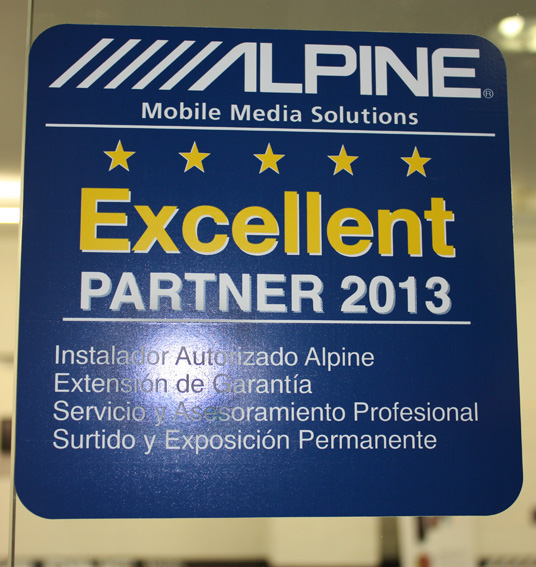 ALPINE®
Mobile Media Solutions
Excellent
PARTNER 2013
Instalador Autorizado Alpine
Extensión de Garantía
Servicio y Asesoramiento Profesional
Surtido y Exposición Permanente